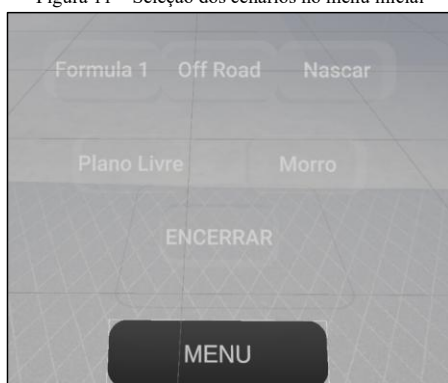 Figura 11 – Seleção dos cenários no menu inicial
Formula 1 Off Road Nascar
Plano Livre Morro
ENCERRAR
MENU